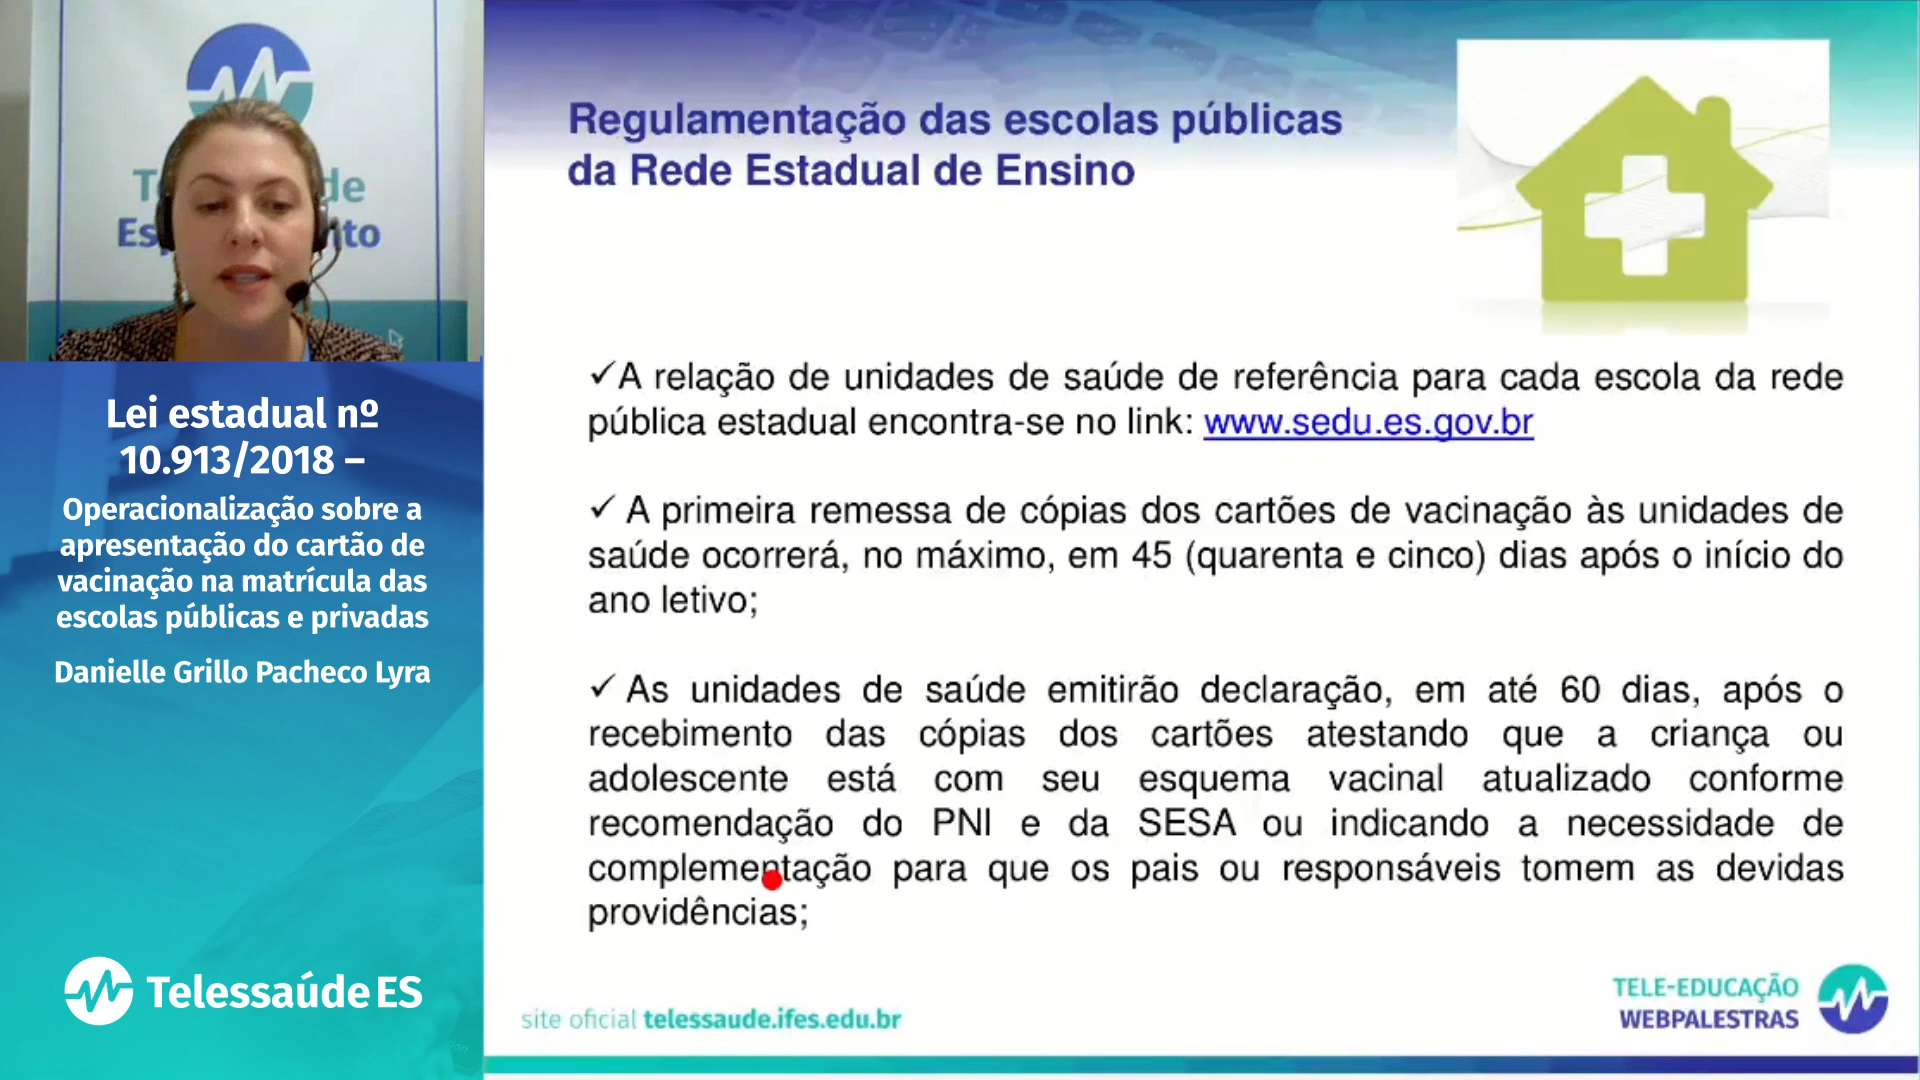 Lei estadual nº
10.913/2018 –
Operacionalização sobre a
apresentação do cartão de
vacinação na matrícula das
escolas públicas e privadas
Danielle Grillo Pacheco Lyra
TelessaúdeES
Regulamentação das escolas públicas
da Rede Estadual de Ensino
✓A relação de unidades de saúde de referência para cada escola da rede
pública estadual encontra-se no link: www.sedu.es.gov.br
✓ A primeira remessa de cópias dos cartões de vacinação às unidades de
saúde ocorrerá, no máximo, em 45 (quarenta e cinco) dias após o início do
ano letivo;
✓ As unidades de saúde emitirão declaração, em até 60 dias, após o
recebimento das cópias dos cartões atestando que a criança ou
adolescente está com seu esquema vacinal atualizado conforme
recomendação do PNI e da SESA ou indicando a necessidade de
complementação para que os pais ou responsáveis tomem as devidas
providências;
site oficial telessaude.ifes.edu.br
TELE-EDUCAÇÃO
WEBPALESTRAS